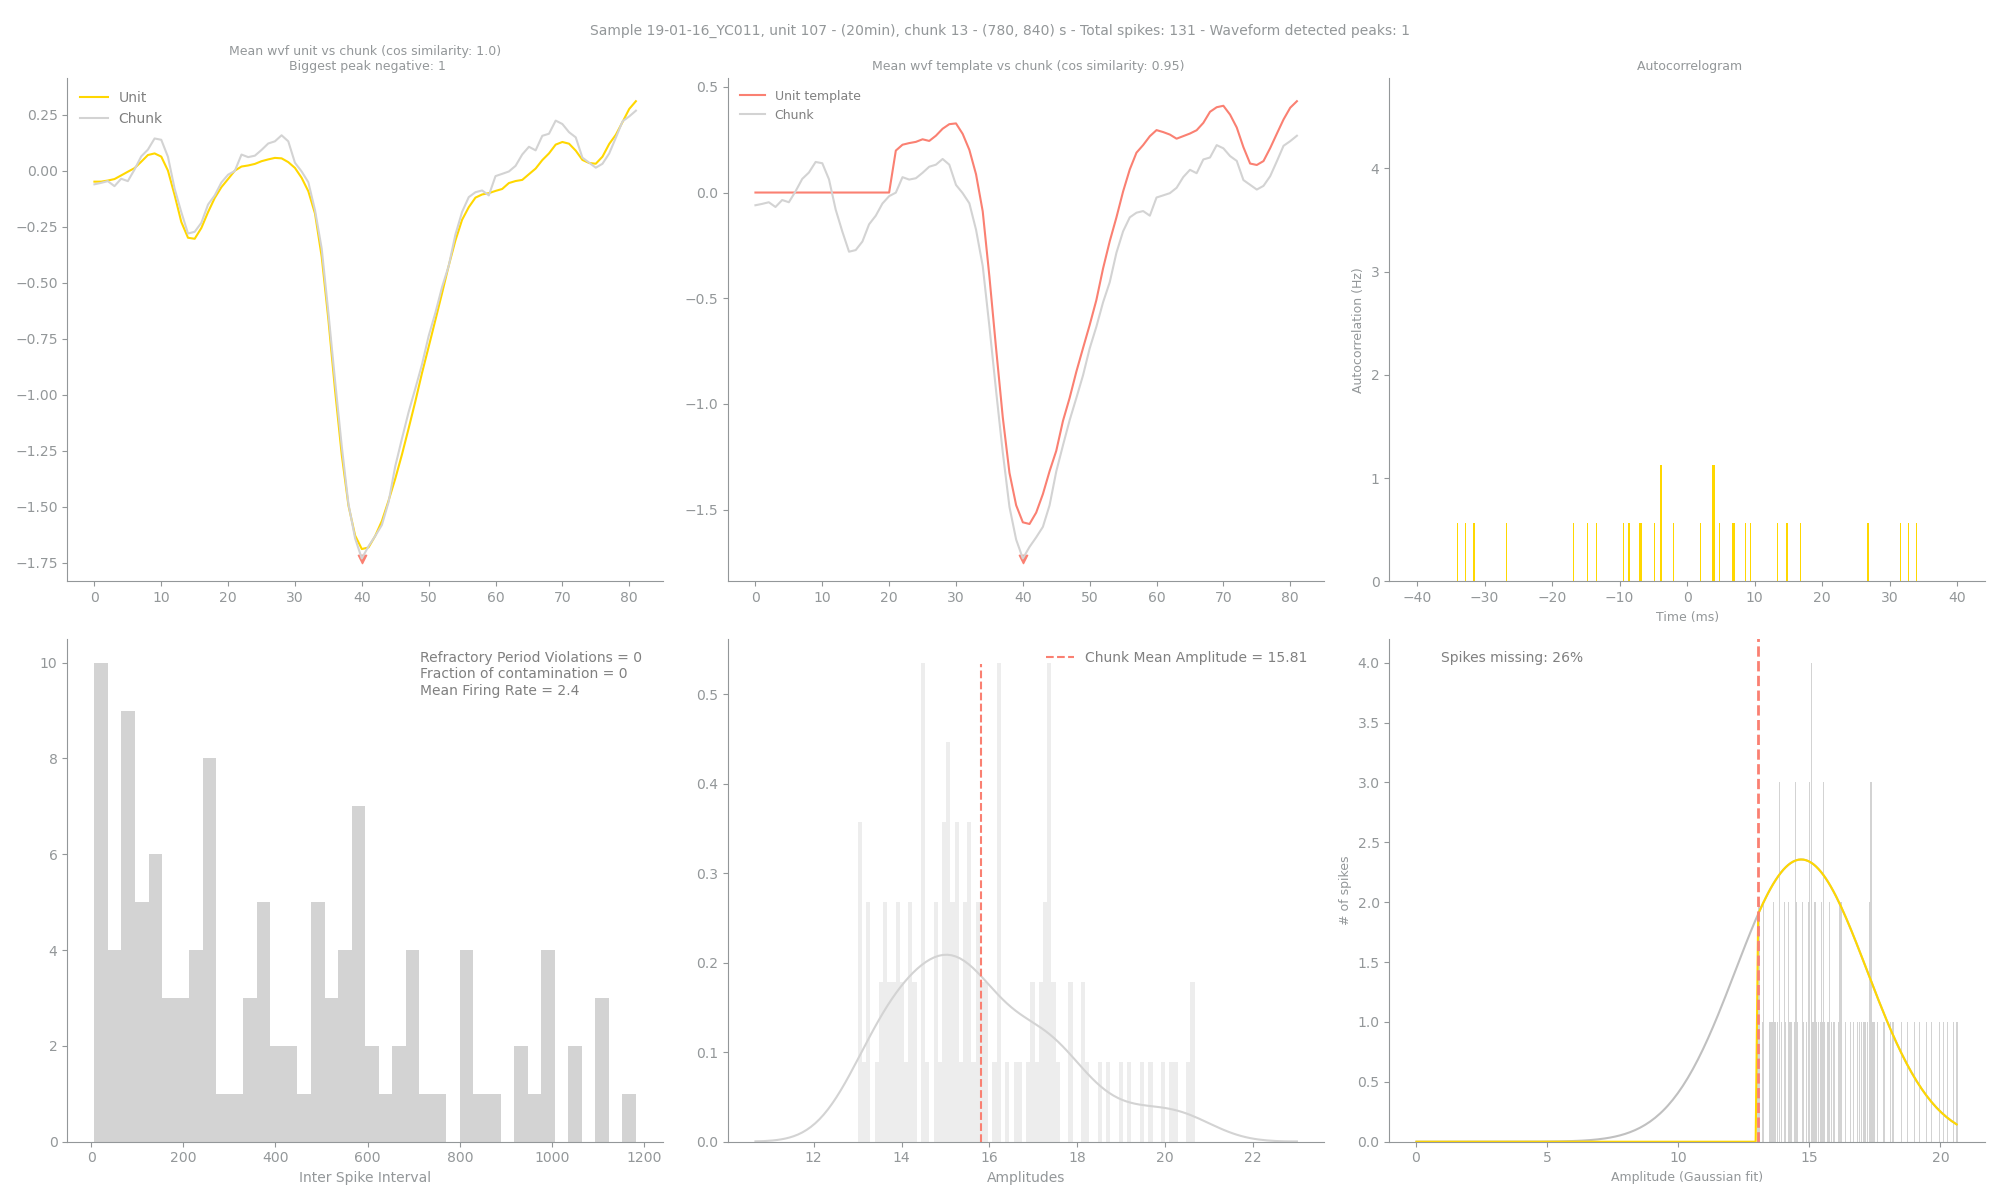 Sample 19-01-16_YC011, unit 107 - (20min), chunk 13 - (780, 840) s - Total spikes: 131 - Waveform detected peaks: 1
Mean wvf unit vs chunk (cos similarity: 1.0)
Biggest peak negative: 1
Unit
Chunk
0.25
0.00
−0.25
−0.50
−0.75
−1.00
−1.25
−1.50
−1.75
0 10 20 30 40 50 60 70 80
Mean wvf template vs chunk (cos similarity: 0.95)
Unit template
Chunk
0.5
0.0
−0.5
−1.0
−1.5
0 10 20 30 40 50 60 70 80
Autocorrelogram
Autocorrelation (Hz)
4
3
2
1
0
−40 −30 −20 −10 0 10 20 30 40
Time (ms)
Refractory Period Violations = 0
Fraction of contamination = 0
Mean Firing Rate = 2.4
10
8
6
4
2
0
0 200 400 600 800 1000 1200
Inter Spike Interval
Chunk Mean Amplitude = 15.81
0.5
0.4
0.3
0.2
0.1
0.0
12 14 16 18 20 22
Amplitudes
Spikes missing: 26%
# of spikes
4.0
3.5
3.0
2.5
2.0
1.5
1.0
0.5
0.0
0 5 10 15 20
Amplitude (Gaussian fit)